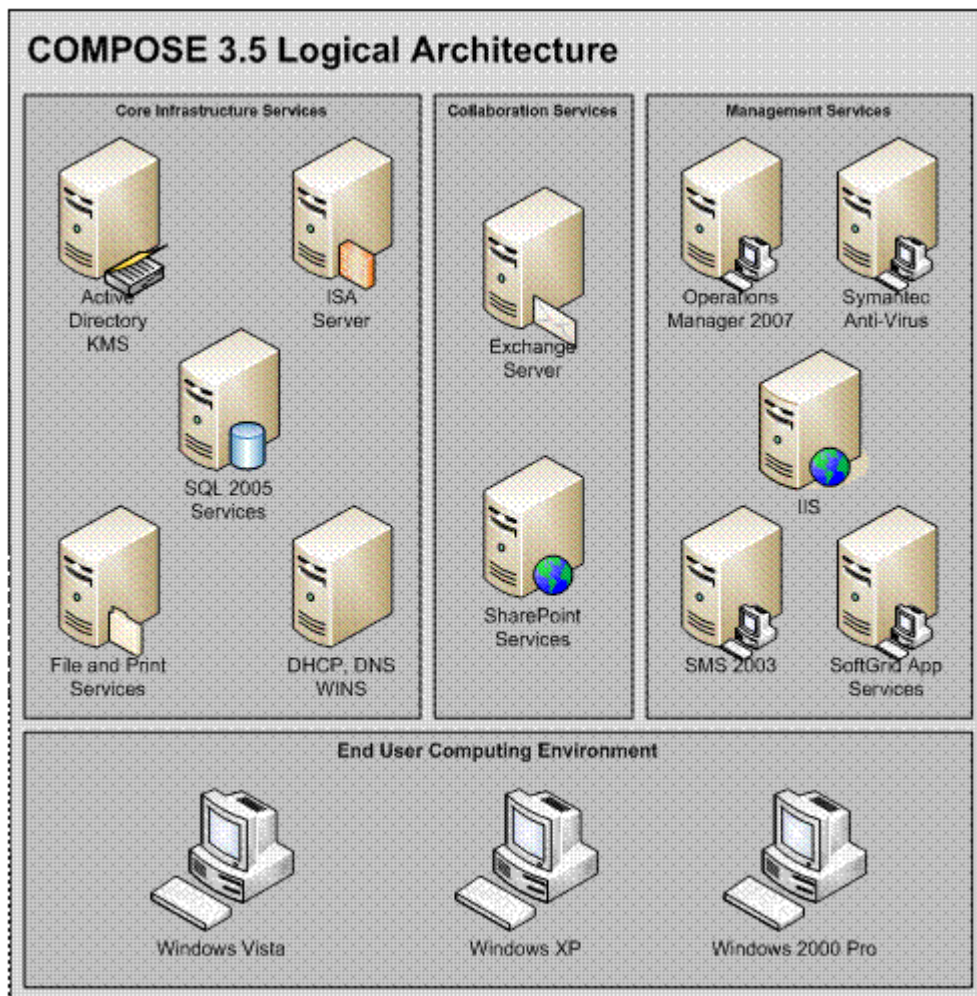 COMPOSE 3.5 Logical Architecture
Core Infrastructure Services
Active
Directory
KMS
ISA
Server
SQL 2005
Services
File and Print
Services
DHCP, DNS
WINS
Collaboration Services
Exchange
Server
SharePoint
Services
Management Services
Operations
Manager 2007
Symantec
Anti-Virus
IIS
SMS 2003
SoftGrid App
Services
End User Computing Environment
Windows Vista
Windows XP
Windows 2000 Pro